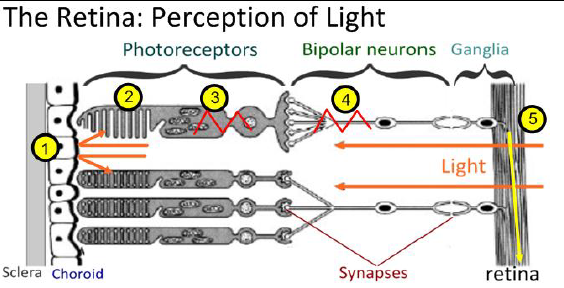 The Retina: Perception of Light
Photoreceptors Bipolar neurons Ganglia
2 3 4 5
1
Light
Sclera Choroid Synapses retina